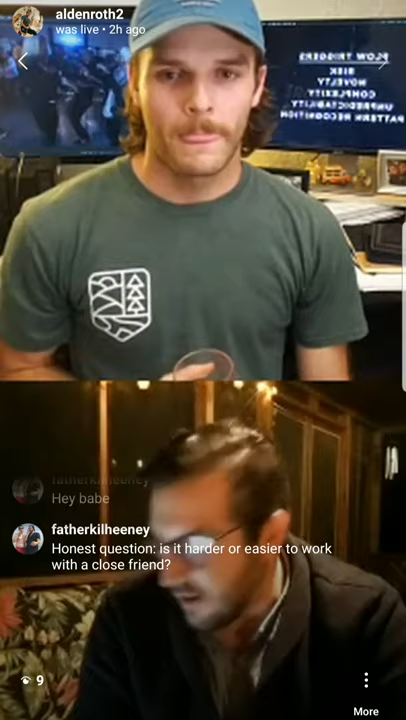 aldenroth2
was live • 2h ago
FLOW TRIGGERS
RISK
NOVELTY
COMPLEXITY
UNPREDICTABILITY
PATTERN RECOGNITION
fatherkilheeney
Hey babe
fatherkilheeney
Honest question: is it harder or easier to work
with a close friend?
9
More